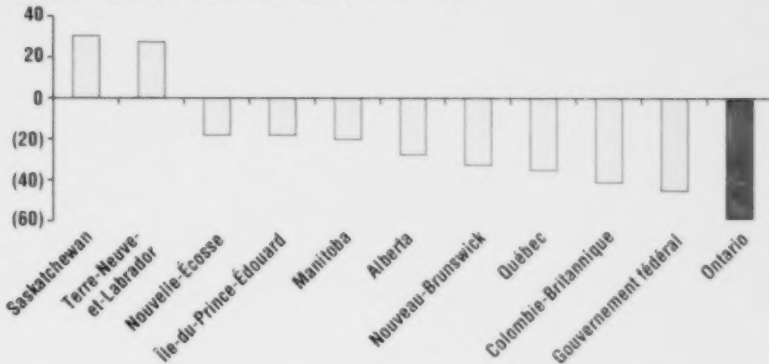 40
20
0
(20)
(40)
(60)
Saskatchewan
Terre-Neuve-
et-Labrador
Nouvelle-Écosse
Île-du-Prince-Édouard
Manitoba
Alberta
Nouveau-Brunswick
Québec
Colombie-Britannique
Gouvernement fédéral
Ontario